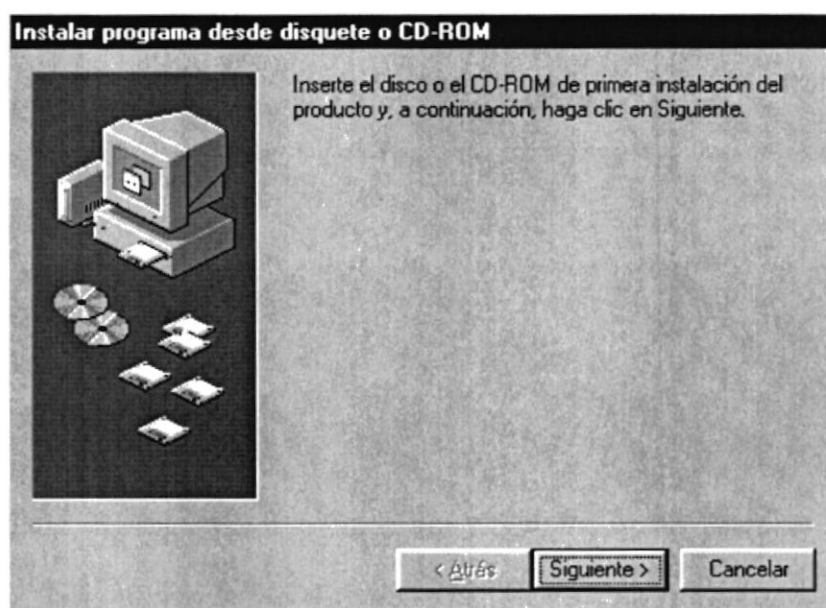 Instalar programa desde disquete o CD-ROM
Inserte el disco o el CD-ROM de primera instalación del
producto y, a continuación, haga clic en Siguiente.
< Atrás
Siguiente >
Cancelar